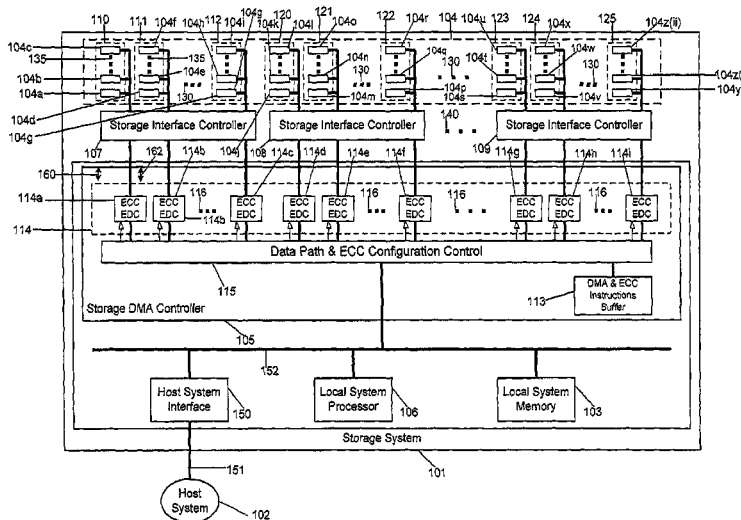 110 111 104f 112 104i 104g 120 121 104o 122 104r 104 123 104u 124 104x 125 104z(ii)
104c 104h 104k 104l
135 135 104n 104q 104t 104w 130
104b 104e 130 130 104z(
104a 104p 104y
104d 130 104m 104s 104v
104g 104j 140
Storage Interface Controller Storage Interface Controller Storage Interface Controller
107 108 109
160 162 114b 114c 114d 114e 114f 114g 114h 114i
114a ECC EDC ECC EDC 116 ECC EDC ECC EDC ECC EDC 116 ECC EDC 116 ECC EDC ECC EDC 116 ECC EDC
114b
114
Data Path & ECC Configuration Control
115
113
DMA & ECC
Instructions
Buffer
Storage DMA Controller
105
152
Host System
Interface
150
Local System
Processor
106
Local System
Memory
103
Storage System
101
151
Host
System
102